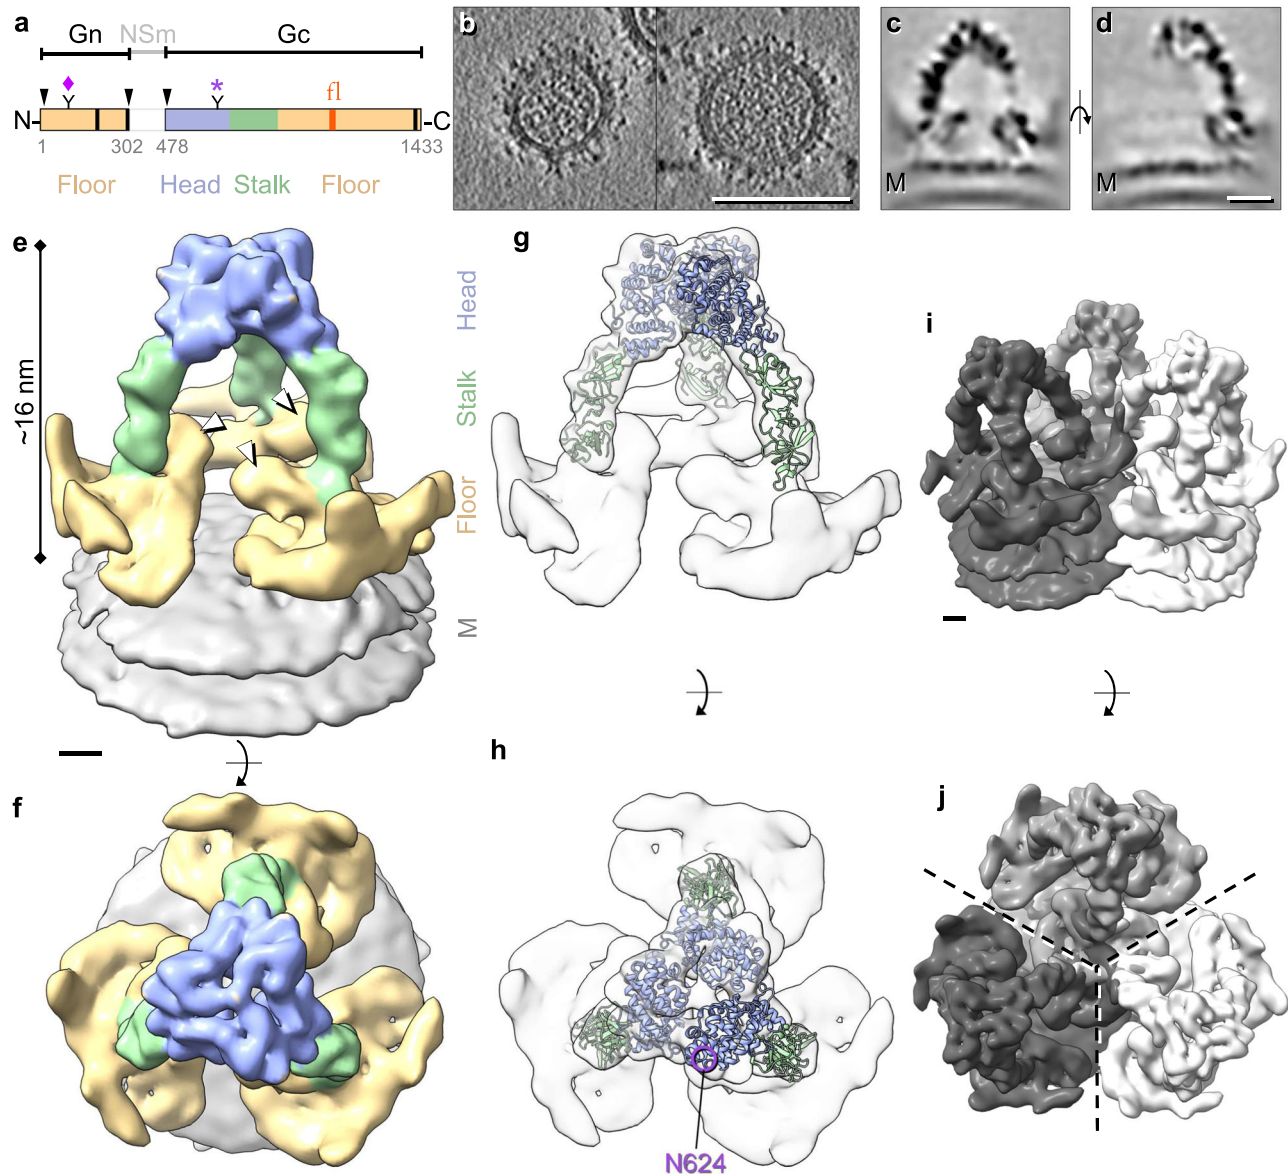 a
Gn NSm Gc
* fl
Y Y
N- -C
1 302 478 1433
Floor Head Stalk Floor
b
c
M
d
M
e
~16 nm
Head
Stalk
Floor
M
f
g
h
N624
i
j